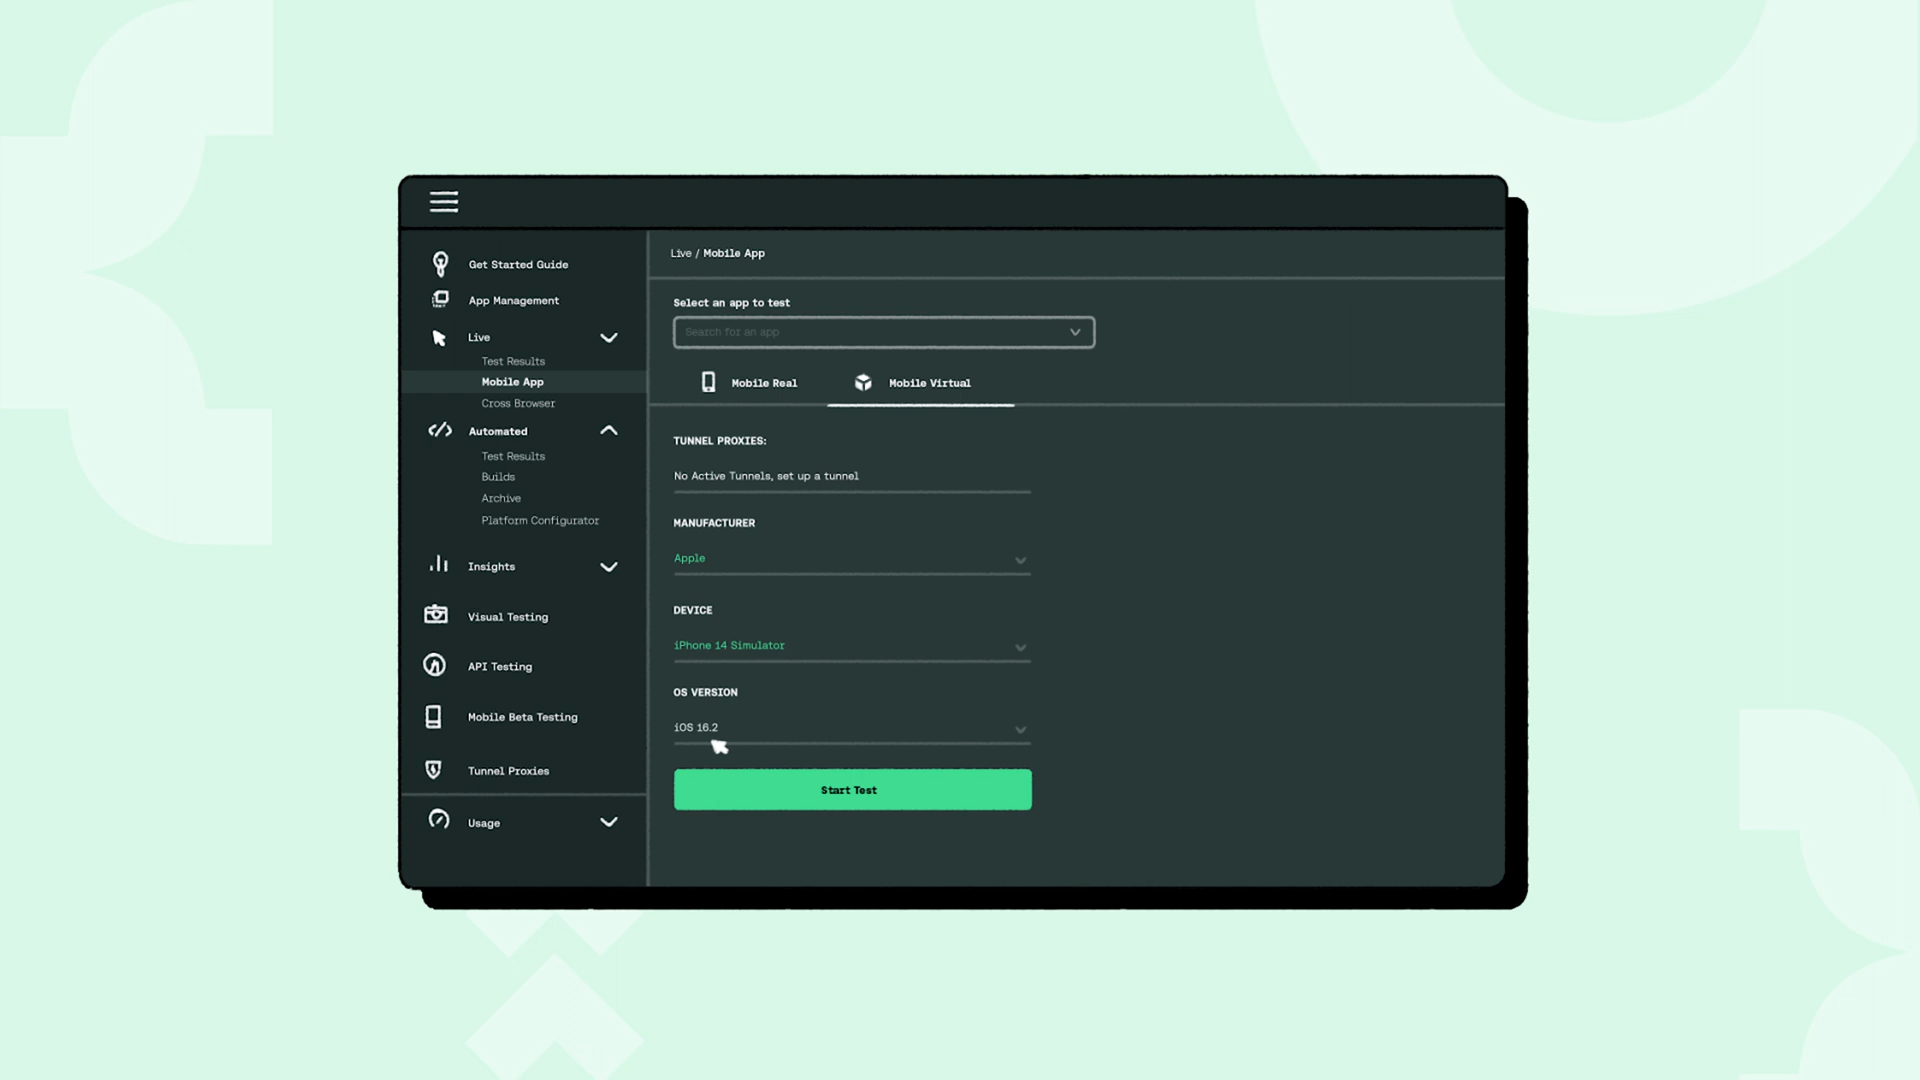 Get Started Guide
App Management
Live
Test Results
Mobile App
Cross Browser
Automated
Test Results
Builds
Archive
Platform Configurator
Insights
Visual Testing
API Testing
Mobile Beta Testing
Tunnel Proxies
Usage
Live / Mobile App
Select an app to test
Search for an app
Mobile Real
Mobile Virtual
TUNNEL PROXIES:
No Active Tunnels, set up a tunnel
MANUFACTURER
Apple
DEVICE
iPhone 14 Simulator
OS VERSION
iOS 16.2
Start Test